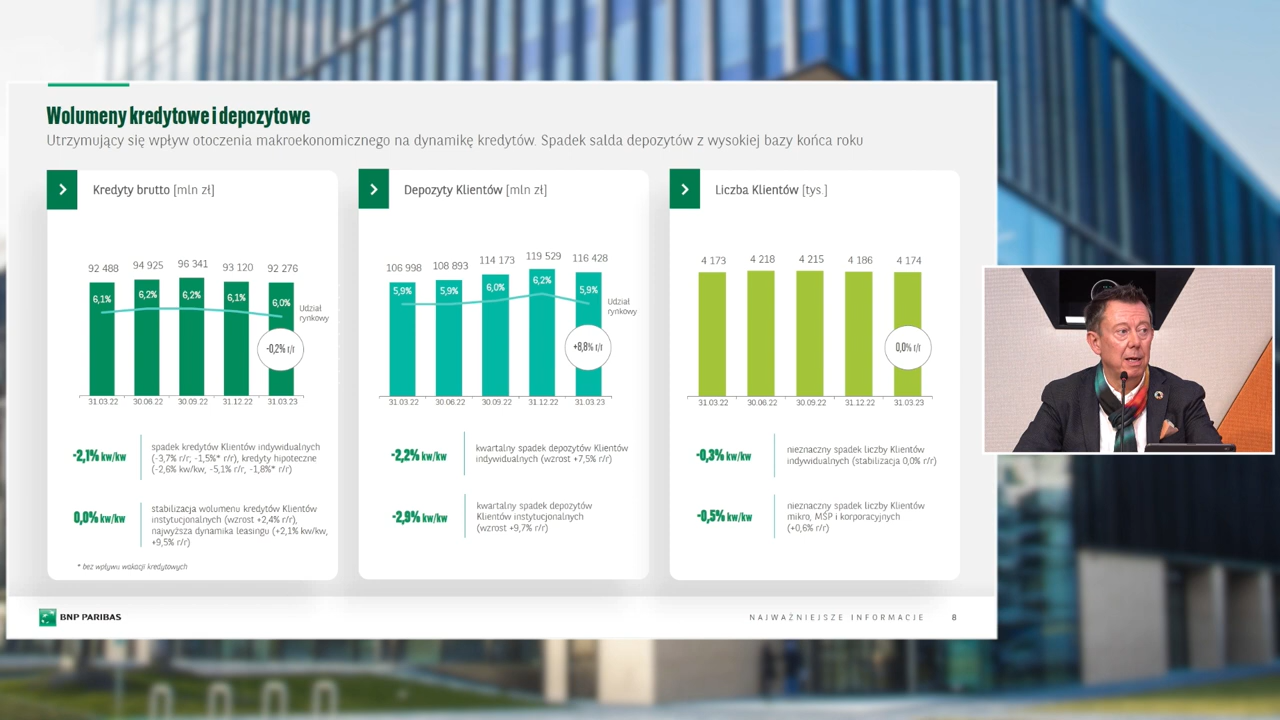 Wolumeny kredytowe i depozytowe
Utrzymujący się wpływ otoczenia makroekonomicznego na dynamikę kredytów. Spadek salda depozytów z wysokiej bazy końca roku
Kredyty brutto [mln zł]
92 488 94 925 96 341 93 120 92 276
6,1% 6,2% 6,2% 6,1% 6,0%
Udział
rynkowy
-0,2% r/r
31.03.22 30.06.22 30.09.22 31.12.22 31.03.23
-2,1% kw/kw
spadek kredytów Klientów indywidualnych
(-3,7% r/r, -1,5%* r/r), kredyty hipoteczne
(-2,6% kw/kw, -5,1% r/r, -1,8%* r/r)
0,0% kw/kw
stabilizacja wolumenu kredytów Klientów
instytucjonalnych (wzrost +2,4% r/r),
najwyższa dynamika leasingu (+2,1% kw/kw,
+9,5% r/r)
* bez wpływu wakacji kredytowych
Depozyty Klientów [mln zł]
106 998 108 893 114 173 119 529 116 428
5,9% 5,9% 6,0% 6,2% 5,9%
Udział
rynkowy
+8,8% r/r
31.03.22 30.06.22 30.09.22 31.12.22 31.03.23
-2,2% kw/kw
kwartalny spadek depozytów Klientów
indywidualnych (wzrost +7,5% r/r)
-2,9% kw/kw
kwartalny spadek depozytów
Klientów instytucjonalnych
(wzrost +9,7% r/r)
Liczba Klientów [tys.]
4 173 4 218 4 215 4 186 4 174
0,0% r/r
31.03.22 30.06.22 30.09.22 31.12.22 31.03.23
-0,3% kw/kw
nieznaczny spadek liczby Klientów
indywidualnych (stabilizacja 0,0% r/r)
-0,5% kw/kw
nieznaczny spadek liczby Klientów
mikro, MŚP i korporacyjnych
(+0,6% r/r)
BNP PARIBAS
NAJWAŻNIEJSZE INFORMACJE 8